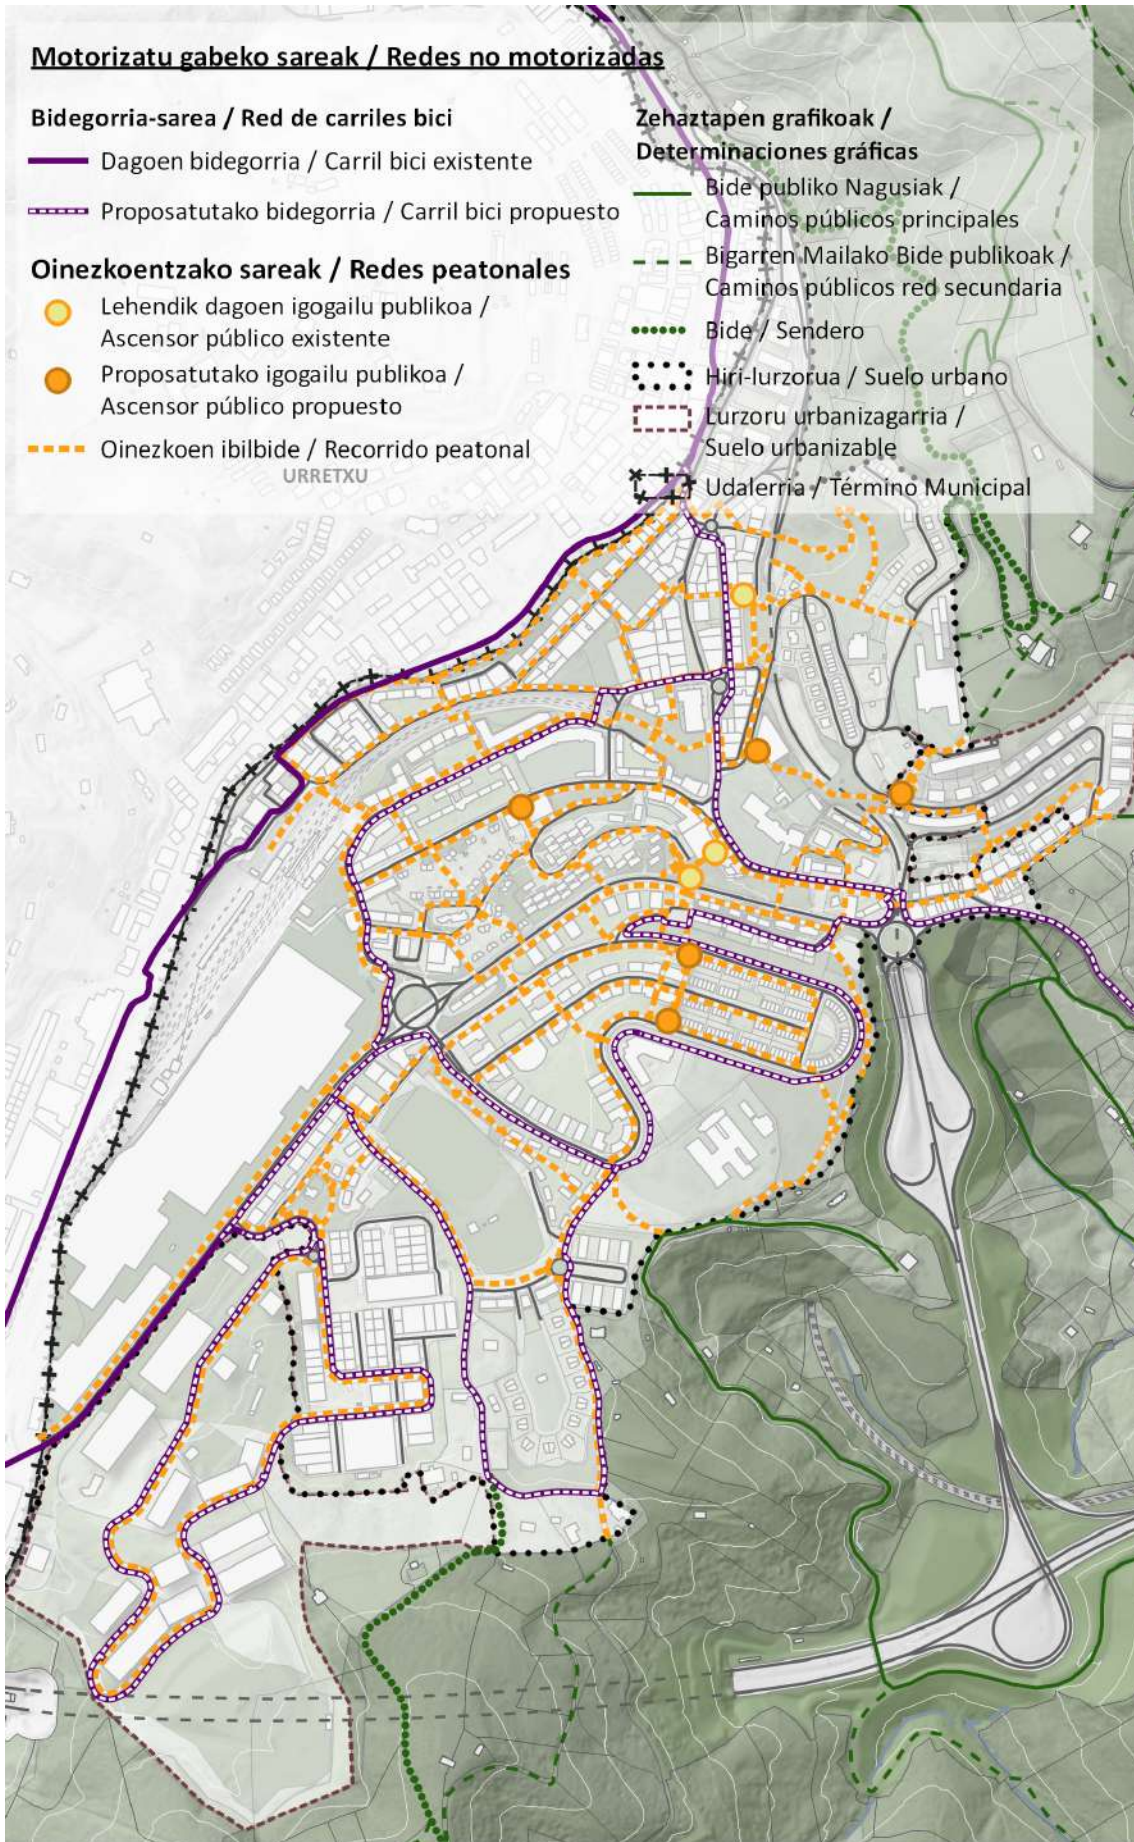 Motorizatu gabeko sareak / Redes no motorizadas
Bidegorria-sarea / Red de carriles bici
Dagoen bidegorria / Carril bici existente
Proposatutako bidegorria / Carril bici propuesto
Oinezkoentzako sareak / Redes peatonales
Lehendik dagoen igogailu publikoa /
Ascensor público existente
Proposatutako igogailu publikoa /
Ascensor público propuesto
Oinezkoen ibilbide / Recorrido peatonal
URRETXU
Zehaztapen grafikoak /
Determinaciones gráficas
Bide publiko Nagusiak /
Caminos públicos principales
Bigarren Mailako Bide publikoak /
Caminos públicos red secundaria
Bide / Sendero
Hiri-lurzorua / Suelo urbano
Lurzoru urbanizagarria /
Suelo urbanizable
Udalerria / Término Municipal